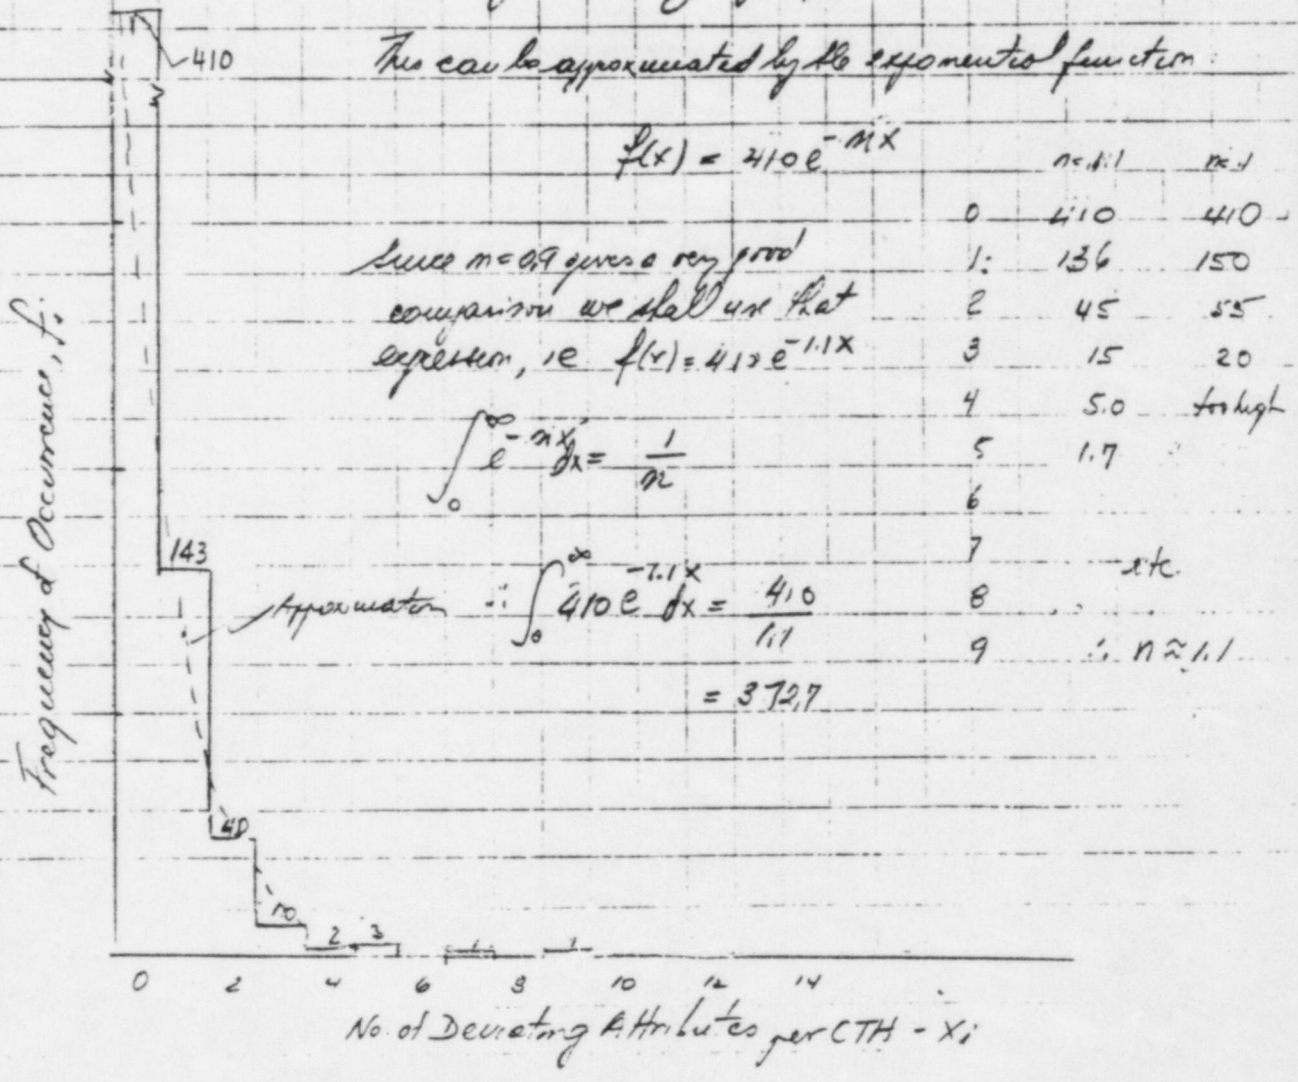 410
This can be approximated by the exponential function
f(x) = 410 e^-nx
n=1.1 n=1
0 410 410
Since n=0.9 gives a very good
1: 136 150
comparison we shall use that
2 45 55
expression, ie f(x) = 410 e^-1.1x
3 15 20
4 5.0 too high
∫0^∞ e^-nx dx = 1/n
5 1.7
6
7
143
etc.
Approximation ∴ ∫0^∞ 410 e^-1.1x dx = 410/1.1
8
9 ∴ n ≈ 1.1
= 372,7
Frequency of Occurrence, fi
40
10
2 3 1 1
0 2 4 6 8 10 12 14
No. of Deviating Attributes per CTH - Xi